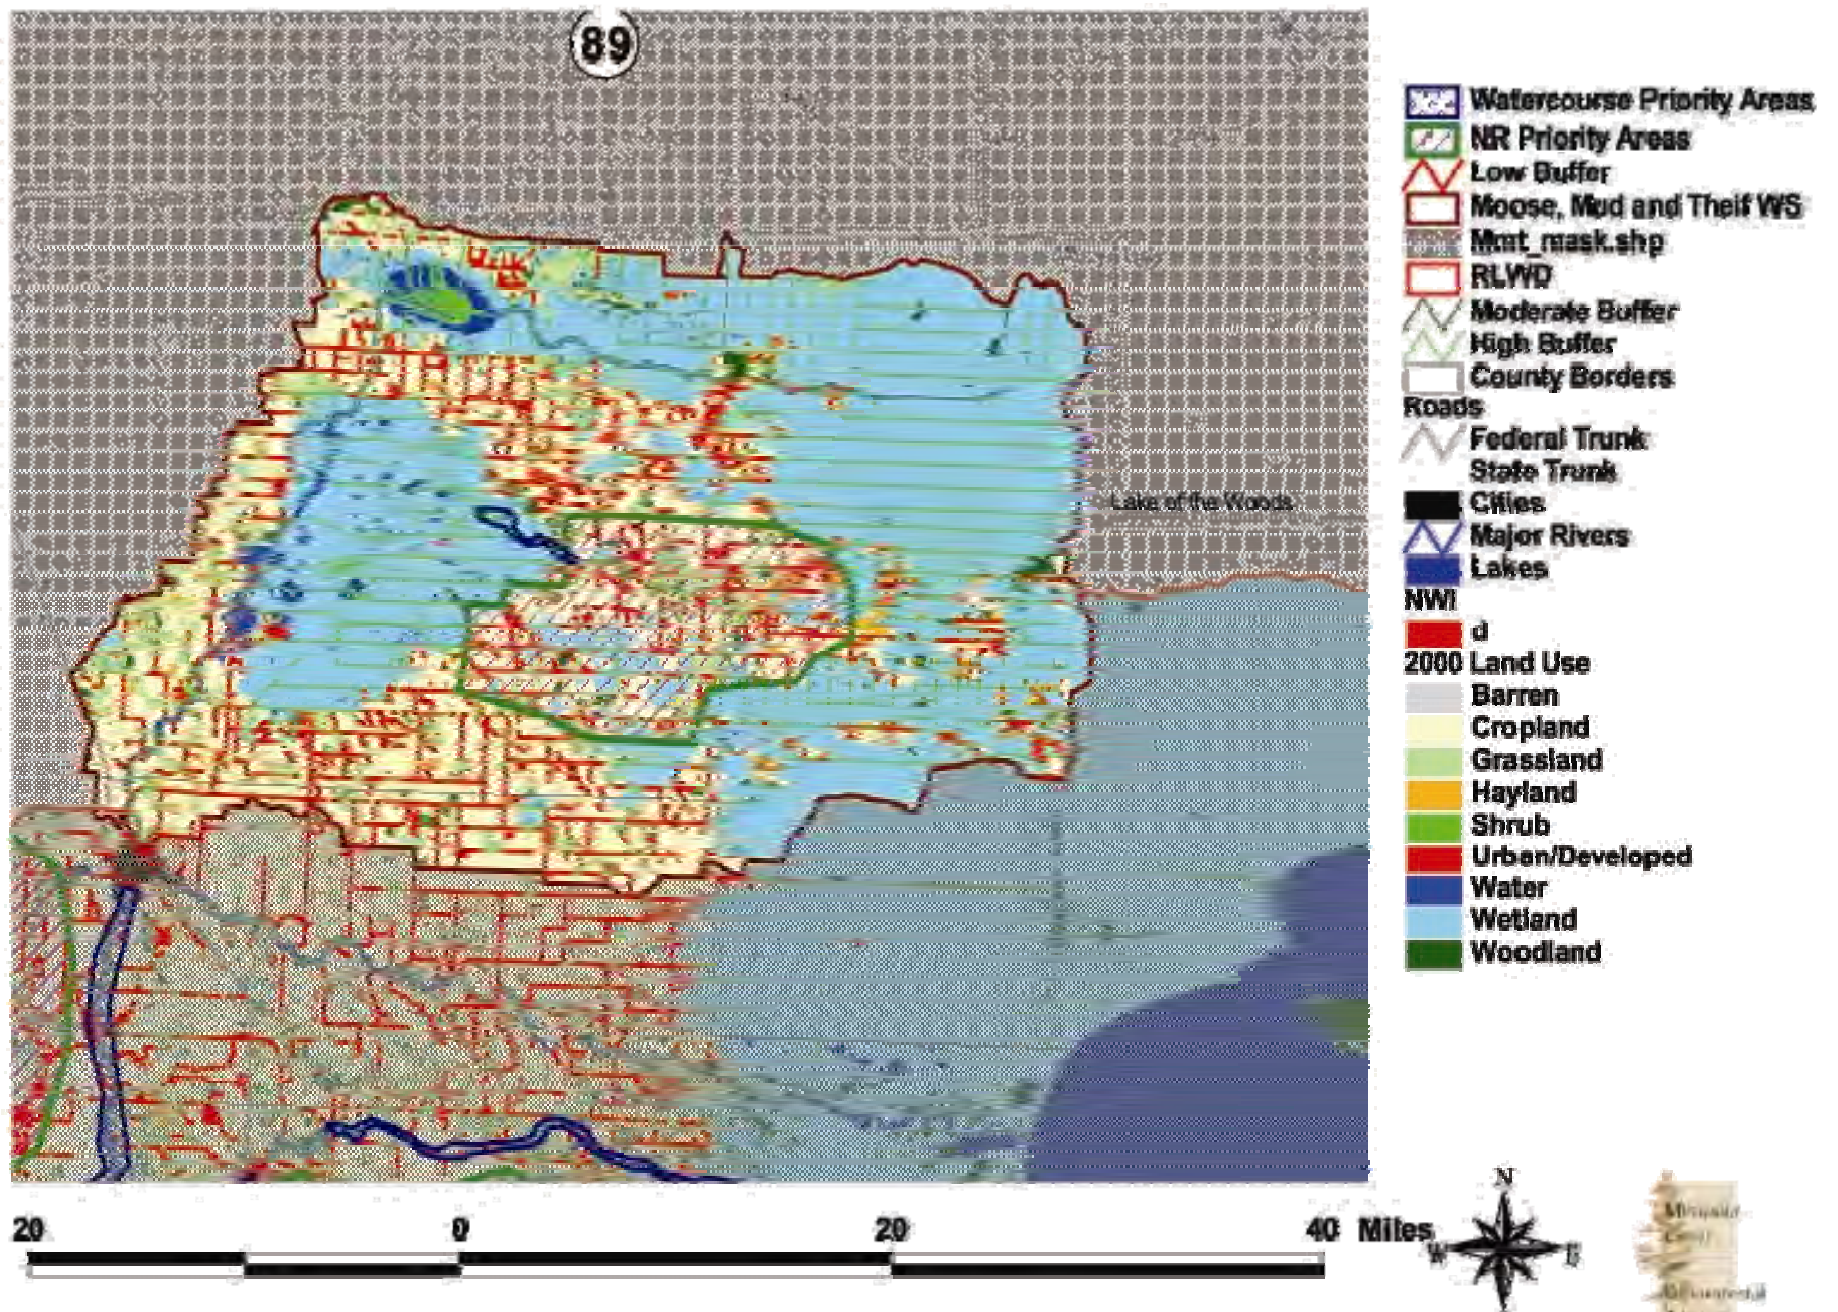 89
Lake of the Woods
Watercourse Priority Areas
NR Priority Areas
Low Buffer
Moose, Mud and Theif WS
Mmt_mask.shp
RLWD
Moderate Buffer
High Buffer
County Borders
Roads
Federal Trunk
State Trunk
Cities
Major Rivers
Lakes
NWI
d
2000 Land Use
Barren
Cropland
Grassland
Hayland
Shrub
Urban/Developed
Water
Wetland
Woodland
20 0 20 40 Miles
N
W E